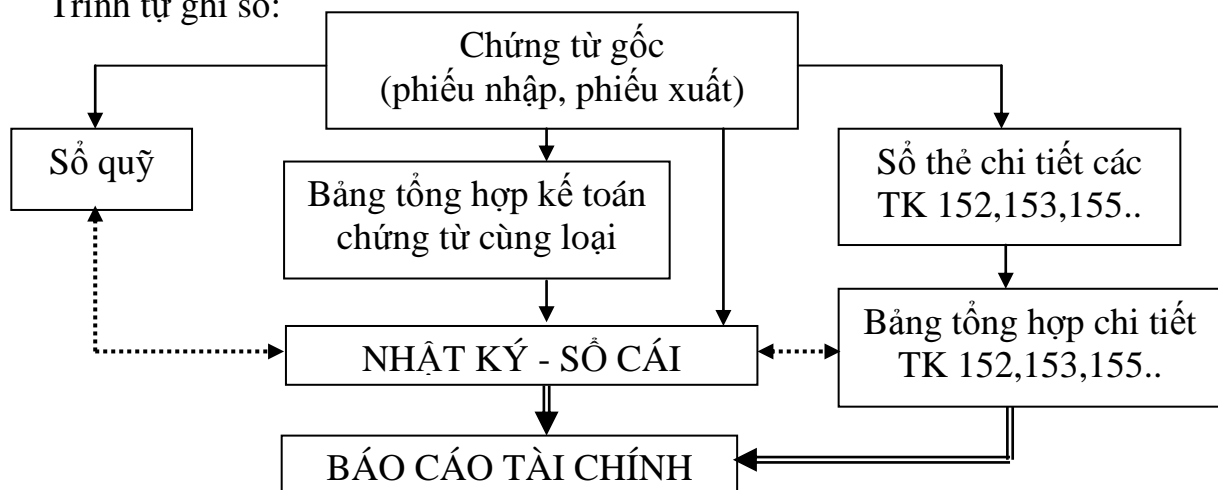 Trình tự ghi sổ:
Chứng từ gốc
(phiếu nhập, phiếu xuất)
Sổ quỹ
Bảng tổng hợp kế toán
chứng từ cùng loại
Sổ thẻ chi tiết các
TK 152,153,155..
Bảng tổng hợp chi tiết
TK 152,153,155..
NHẬT KÝ - SỔ CÁI
BÁO CÁO TÀI CHÍNH